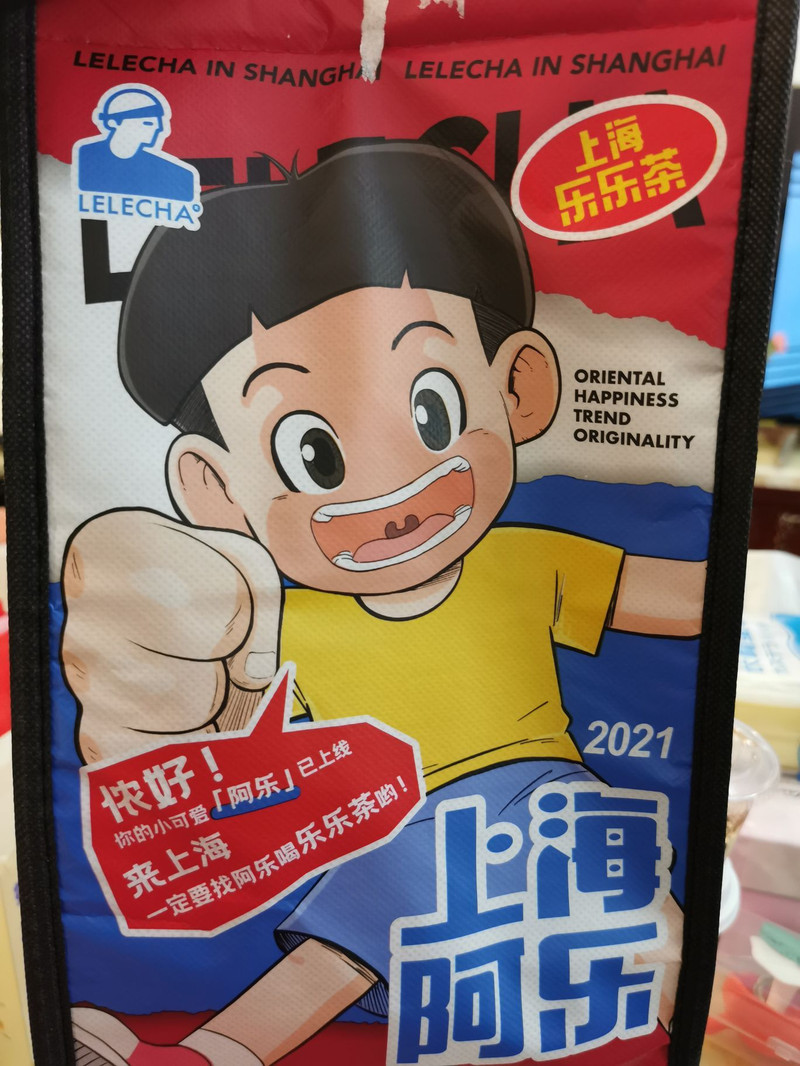 LELECHA IN SHANGHAI LELECHA IN SHANGHAI
LELECHA
上海
乐乐茶
ORIENTAL
HAPPINESS
TREND
ORIGINALITY
2021
侬好！
你的小可爱「阿乐」已上线
来上海
一定要找阿乐喝乐乐茶哟！
上海
阿乐